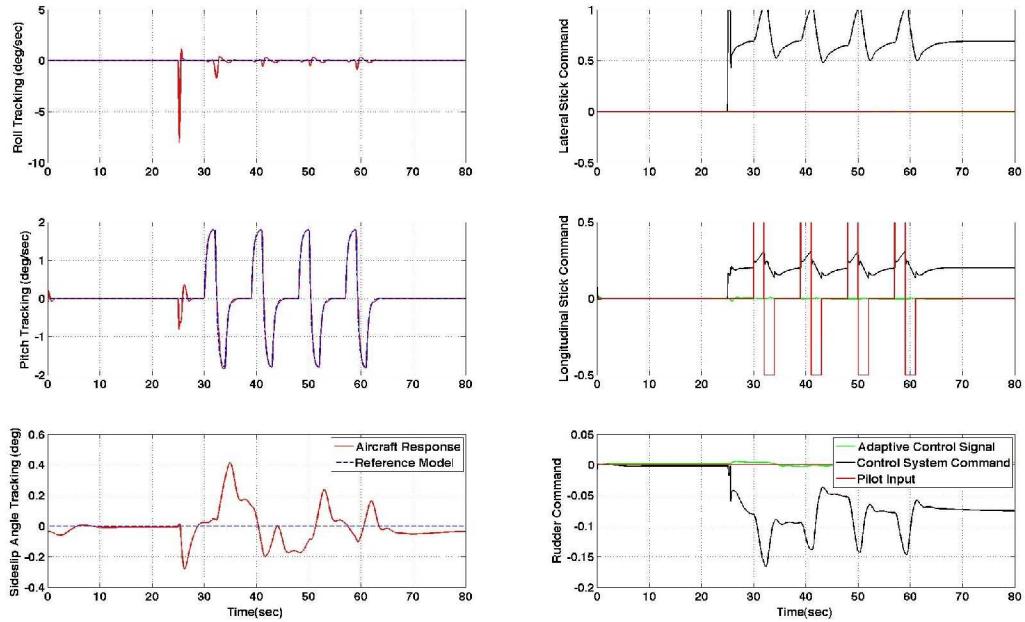 5
0
-5
-10
0 10 20 30 40 50 60 70 80
Roll Tracking (deg/sec)
1
0.5
0
-0.5
0 10 20 30 40 50 60 70 80
Lateral Stick Command
2
1
0
-1
-2
0 10 20 30 40 50 60 70 80
Pitch Tracking (deg/sec)
0.5
0
-0.5
0 10 20 30 40 50 60 70 80
Longitudinal Stick Command
0.6
0.4
0.2
0
-0.2
-0.4
0 10 20 30 40 50 60 70 80
Sideslip Angle Tracking (deg)
Time(sec)
Aircraft Response
Reference Model
0.05
0
-0.05
-0.1
-0.15
-0.2
0 10 20 30 40 50 60 70 80
Rudder Command
Time(sec)
Adaptive Control Signal
Control System Command
Pilot Input